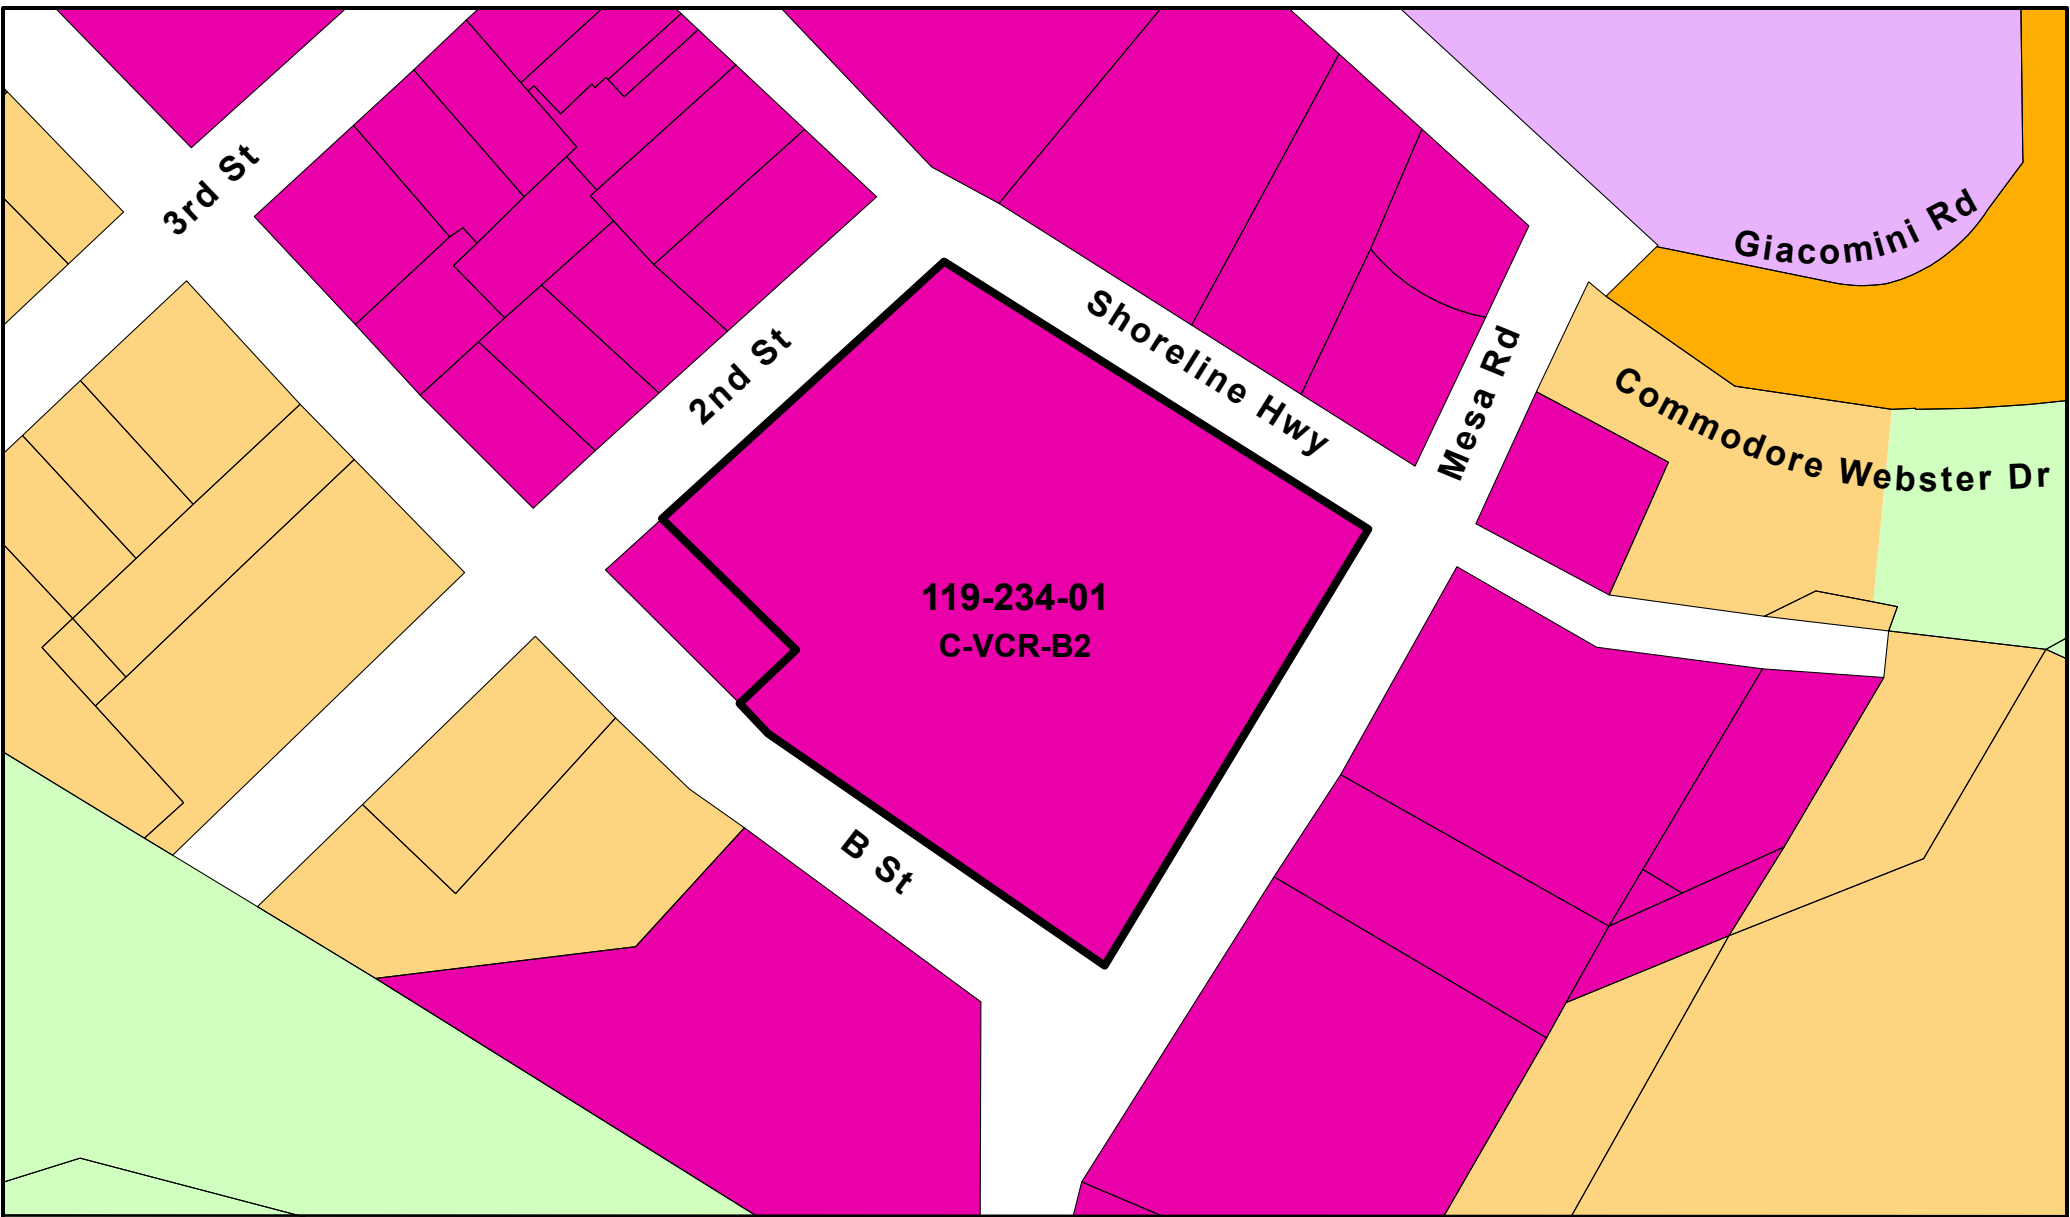 3rd St
Giacomini Rd
2nd St
Shoreline Hwy
Mesa Rd
Commodore Webster Dr
119-234-01
C-VCR-B2
B St